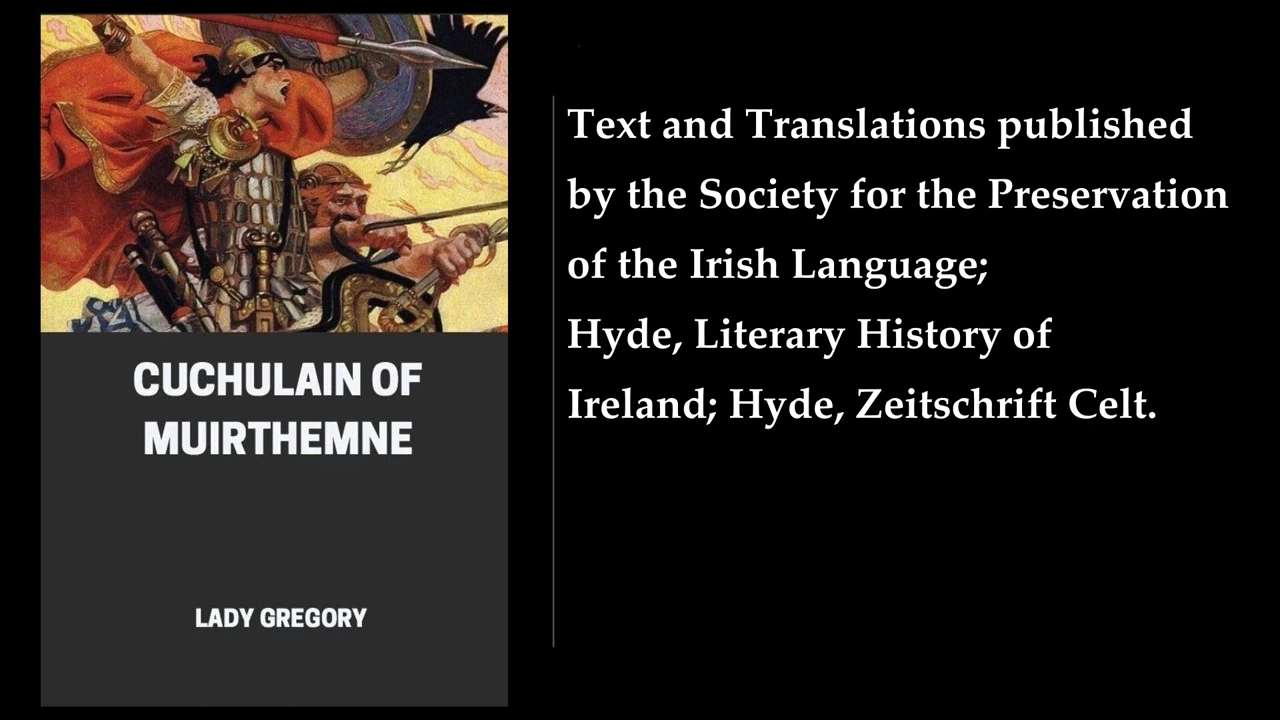 CUCHULAIN OF
MUIRTHEMNE
LADY GREGORY
Text and Translations published
by the Society for the Preservation
of the Irish Language;
Hyde, Literary History of
Ireland; Hyde, Zeitschrift Celt.